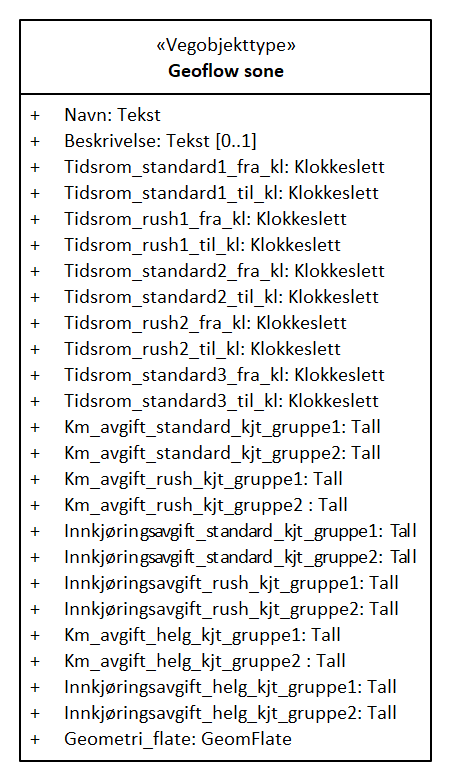 «Vegobjekttype»
Geoflow sone
+ Navn: Tekst
+ Beskrivelse: Tekst [0..1]
+ Tidsrom_standard1_fra_kl: Klokkeslett
+ Tidsrom_standard1_til_kl: Klokkeslett
+ Tidsrom_rush1_fra_kl: Klokkeslett
+ Tidsrom_rush1_til_kl: Klokkeslett
+ Tidsrom_standard2_fra_kl: Klokkeslett
+ Tidsrom_standard2_til_kl: Klokkeslett
+ Tidsrom_rush2_fra_kl: Klokkeslett
+ Tidsrom_rush2_til_kl: Klokkeslett
+ Tidsrom_standard3_fra_kl: Klokkeslett
+ Tidsrom_standard3_til_kl: Klokkeslett
+ Km_avgift_standard_kjt_gruppe1: Tall
+ Km_avgift_standard_kjt_gruppe2: Tall
+ Km_avgift_rush_kjt_gruppe1: Tall
+ Km_avgift_rush_kjt_gruppe2 : Tall
+ Innkjøringsavgift_standard_kjt_gruppe1: Tall
+ Innkjøringsavgift_standard_kjt_gruppe2: Tall
+ Innkjøringsavgift_rush_kjt_gruppe1: Tall
+ Innkjøringsavgift_rush_kjt_gruppe2: Tall
+ Km_avgift_helg_kjt_gruppe1: Tall
+ Km_avgift_helg_kjt_gruppe2 : Tall
+ Innkjøringsavgift_helg_kjt_gruppe1: Tall
+ Innkjøringsavgift_helg_kjt_gruppe2: Tall
+ Geometri_flate: GeomFlate